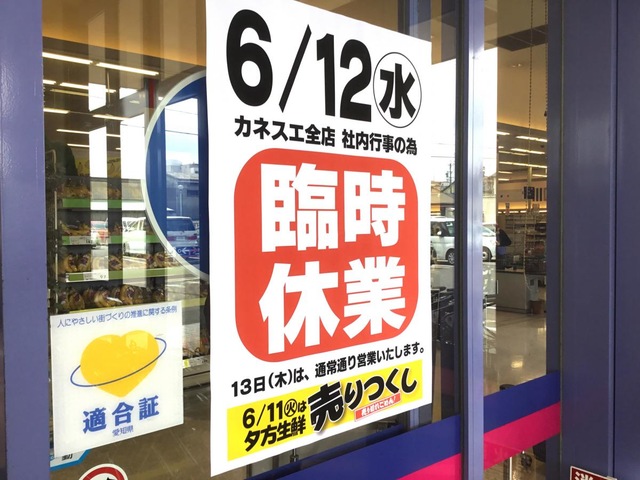 6/12㊌
カネスエ全店 社内行事の為
臨時
休業
13日(木)は、通常通り営業いたします。
6/11㊋は
夕方生鮮
売りつくし
人にやさしい街づくりの推進に関する条例
適合証
愛知県